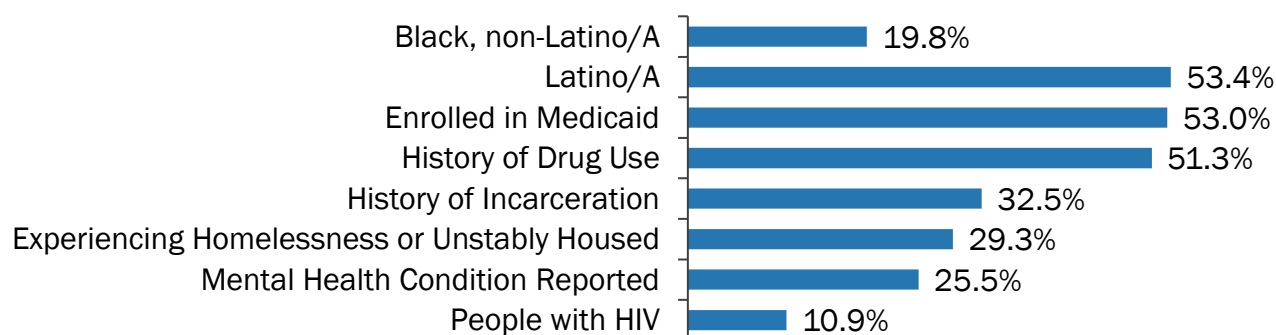 Black, non-Latino/A 19.8%
Latino/A 53.4%
Enrolled in Medicaid 53.0%
History of Drug Use 51.3%
History of Incarceration 32.5%
Experiencing Homelessness or Unstably Housed 29.3%
Mental Health Condition Reported 25.5%
People with HIV 10.9%